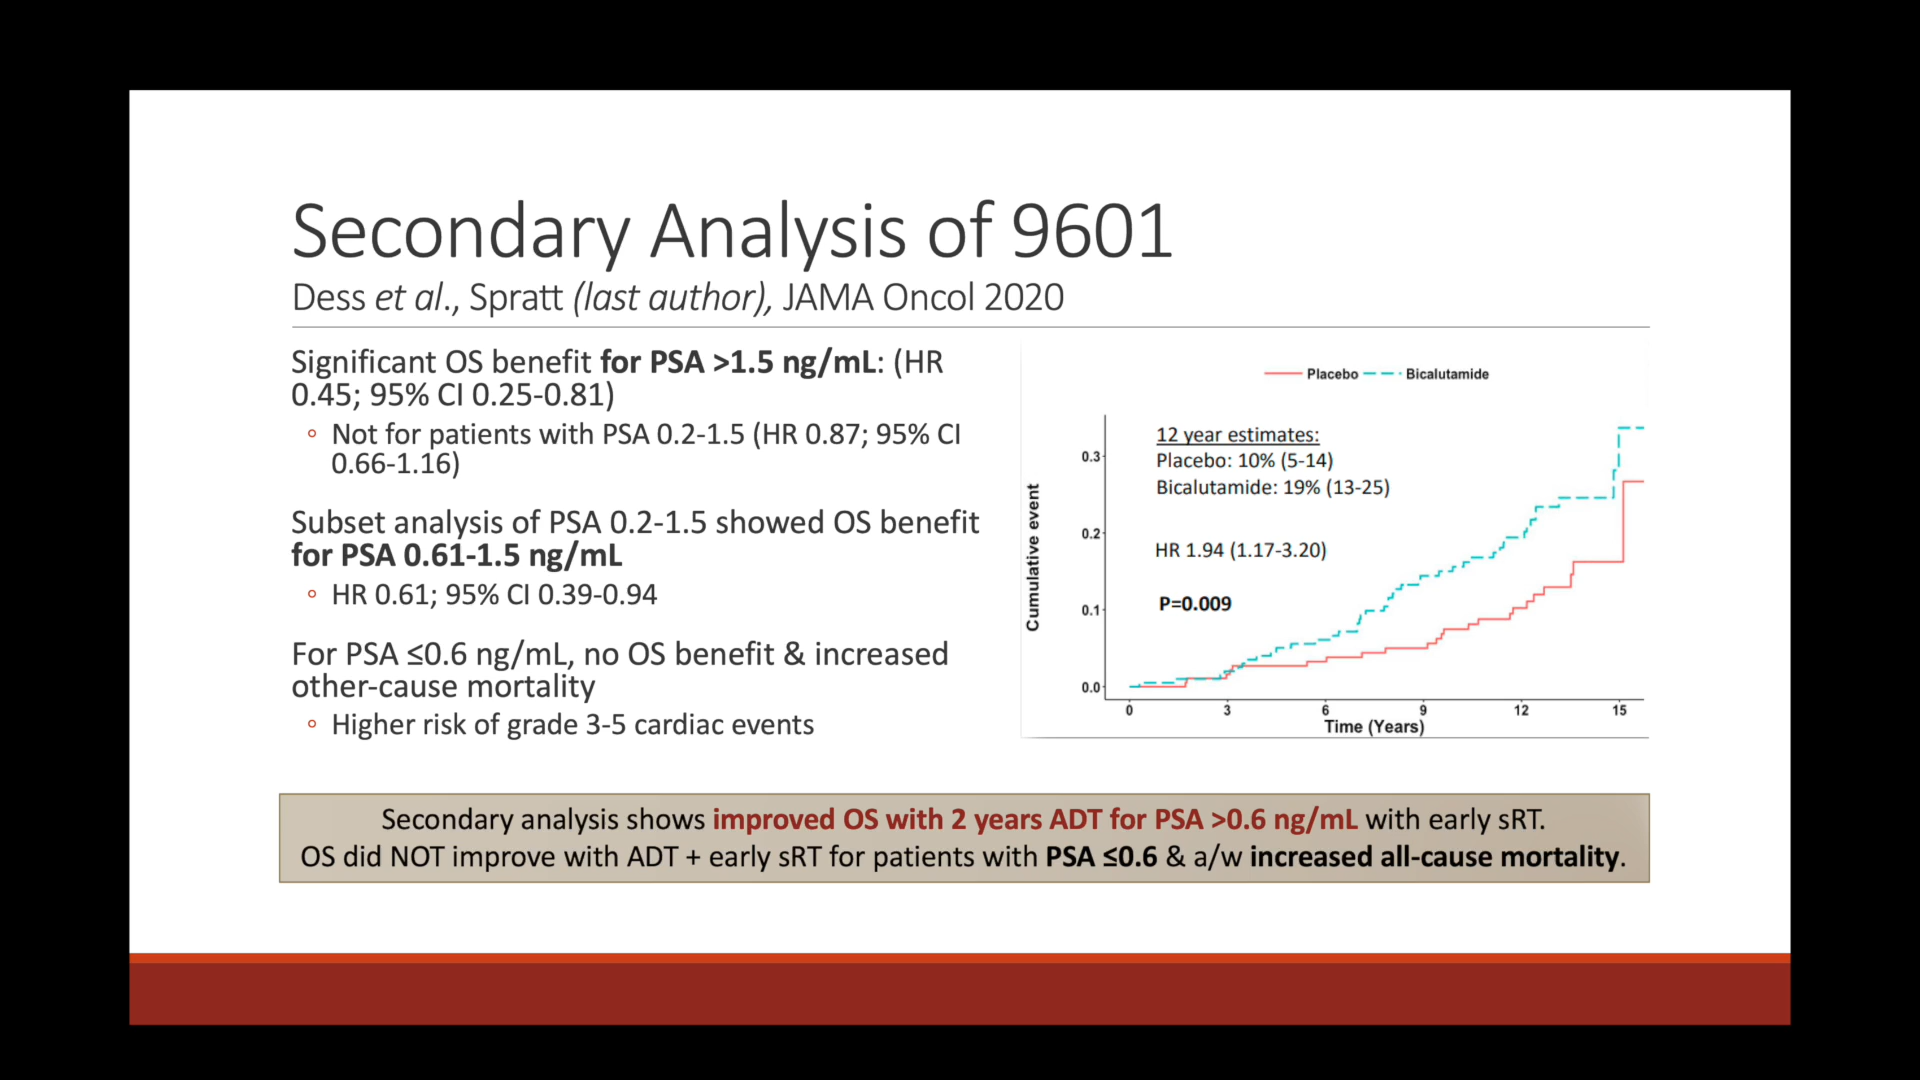 Secondary Analysis of 9601
Dess et al., Spratt (last author), JAMA Oncol 2020
Significant OS benefit for PSA >1.5 ng/mL: (HR
0.45; 95% CI 0.25-0.81)
◦ Not for patients with PSA 0.2-1.5 (HR 0.87; 95% CI
0.66-1.16)
Subset analysis of PSA 0.2-1.5 showed OS benefit
for PSA 0.61-1.5 ng/mL
◦ HR 0.61; 95% CI 0.39-0.94
For PSA ≤0.6 ng/mL, no OS benefit & increased
other-cause mortality
◦ Higher risk of grade 3-5 cardiac events
Placebo Bicalutamide
12 year estimates:
Placebo: 10% (5-14)
Bicalutamide: 19% (13-25)
HR 1.94 (1.17-3.20)
P=0.009
Cumulative event
0.3
0.2
0.1
0.0
0 3 6 9 12 15
Time (Years)
Secondary analysis shows improved OS with 2 years ADT for PSA >0.6 ng/mL with early sRT.
OS did NOT improve with ADT + early sRT for patients with PSA ≤0.6 & a/w increased all-cause mortality.